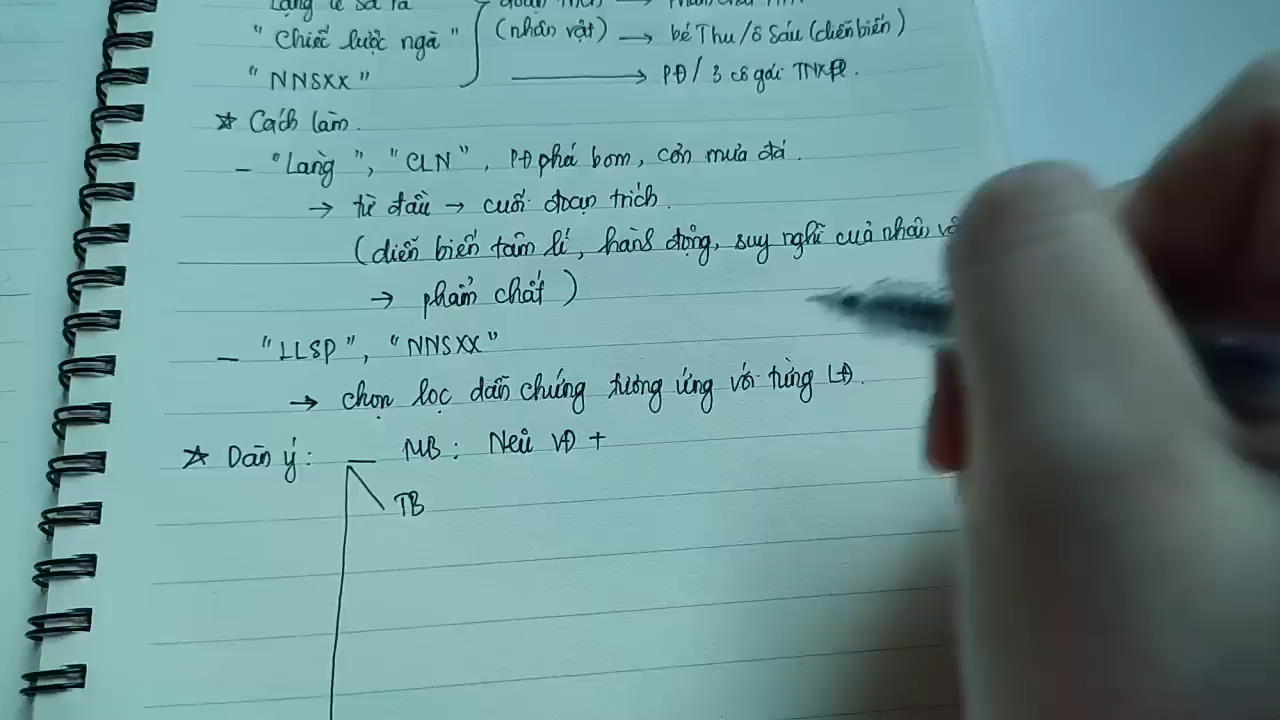 "Chiếc lược ngà" (nhân vật) → bé Thu/ô Sáu (diễn biến)
"NNSXX" → PĐ / 3 cô gái TNXP.
☆ Cách làm.
- "Làng", "CLN", PĐ phá bom, cơn mưa đá.
→ từ đầu → cuối đoạn trích.
(diễn biến tâm lí, hành động, suy nghĩ của nhân
→ phẩm chất)
- "LLSP", "NNSXX"
→ chọn lọc dẫn chứng tương ứng với từng LĐ.
☆ Dàn ý: - MB: Nêu VĐ +
TB